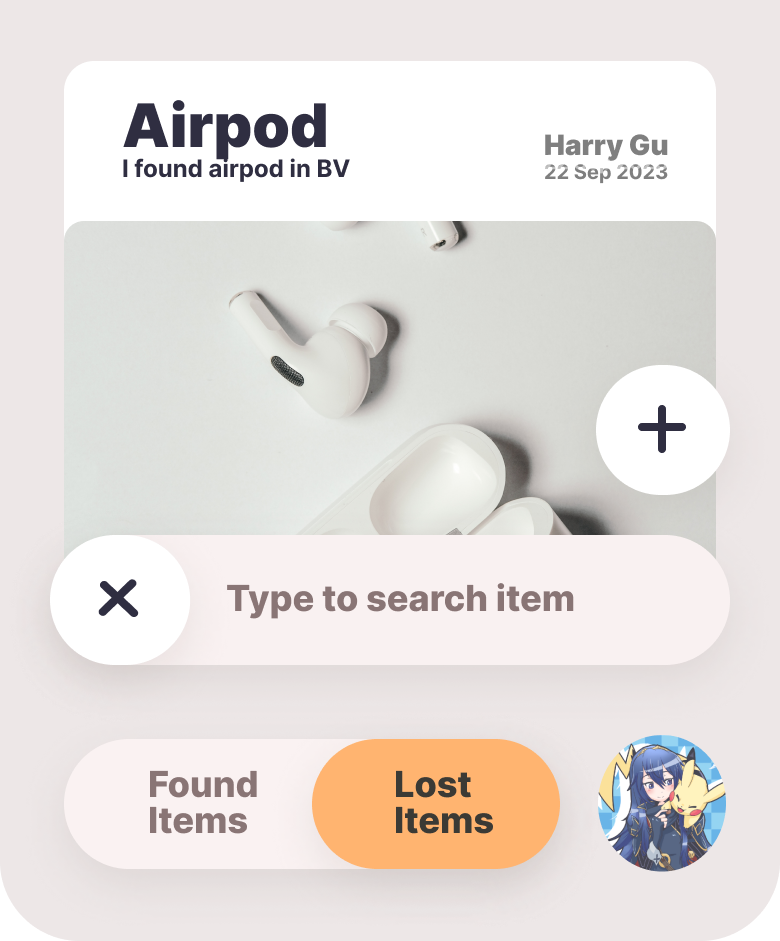 Airpod
I found airpod in BV
Harry Gu
22 Sep 2023
Type to search item
Found
Items
Lost
Items